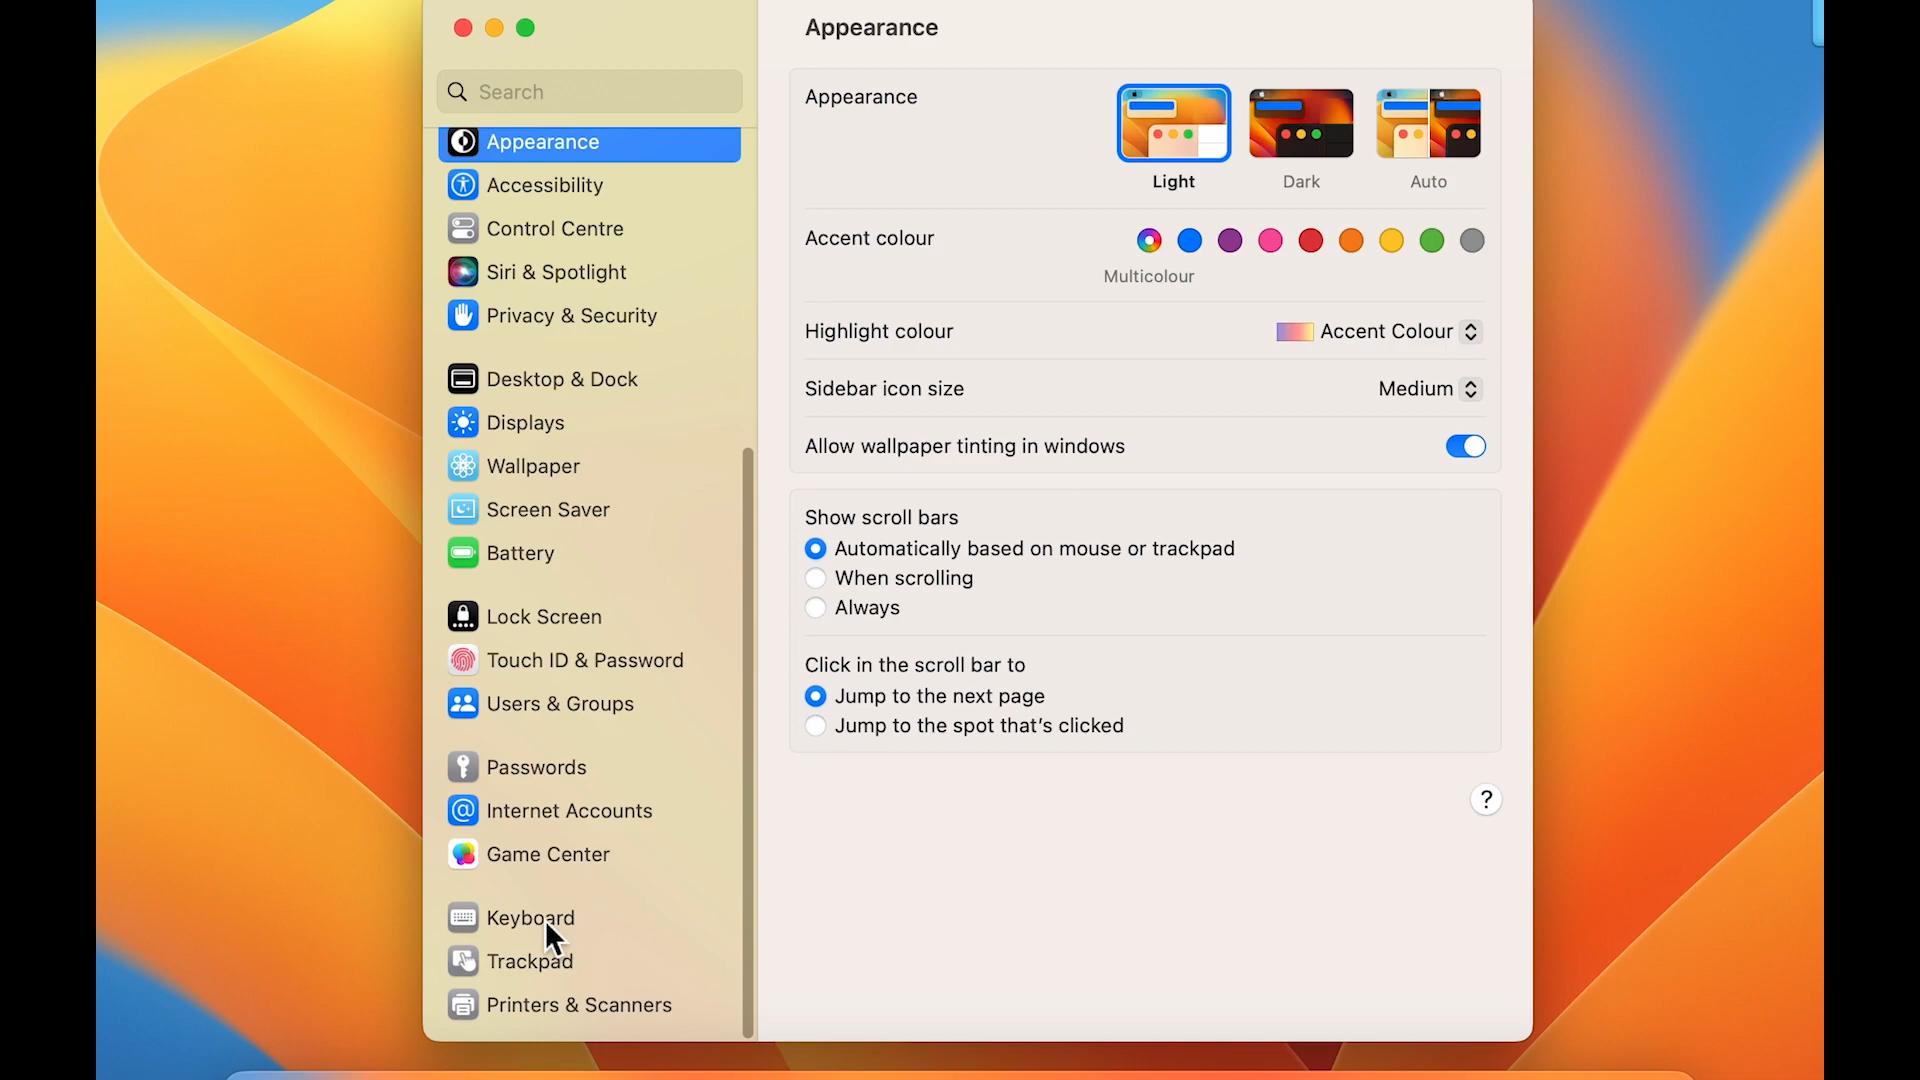 Appearance
Search
Appearance
Accessibility
Control Centre
Siri & Spotlight
Privacy & Security
Desktop & Dock
Displays
Wallpaper
Screen Saver
Battery
Lock Screen
Touch ID & Password
Users & Groups
Passwords
Internet Accounts
Game Center
Keyboard
Trackpad
Printers & Scanners
Appearance
Light
Dark
Auto
Accent colour
Multicolour
Highlight colour
Accent Colour
Sidebar icon size
Medium
Allow wallpaper tinting in windows
Show scroll bars
Automatically based on mouse or trackpad
When scrolling
Always
Click in the scroll bar to
Jump to the next page
Jump to the spot that's clicked
?